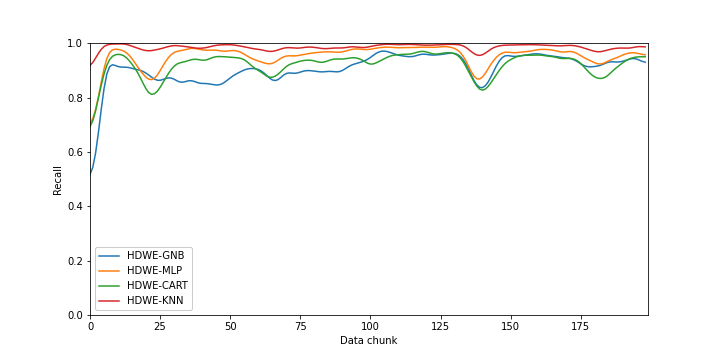 1.0
0.8
0.6
0.4
0.2
0.0
Recall
HDWE-GNB
HDWE-MLP
HDWE-CART
HDWE-KNN
0 25 50 75 100 125 150 175
Data chunk